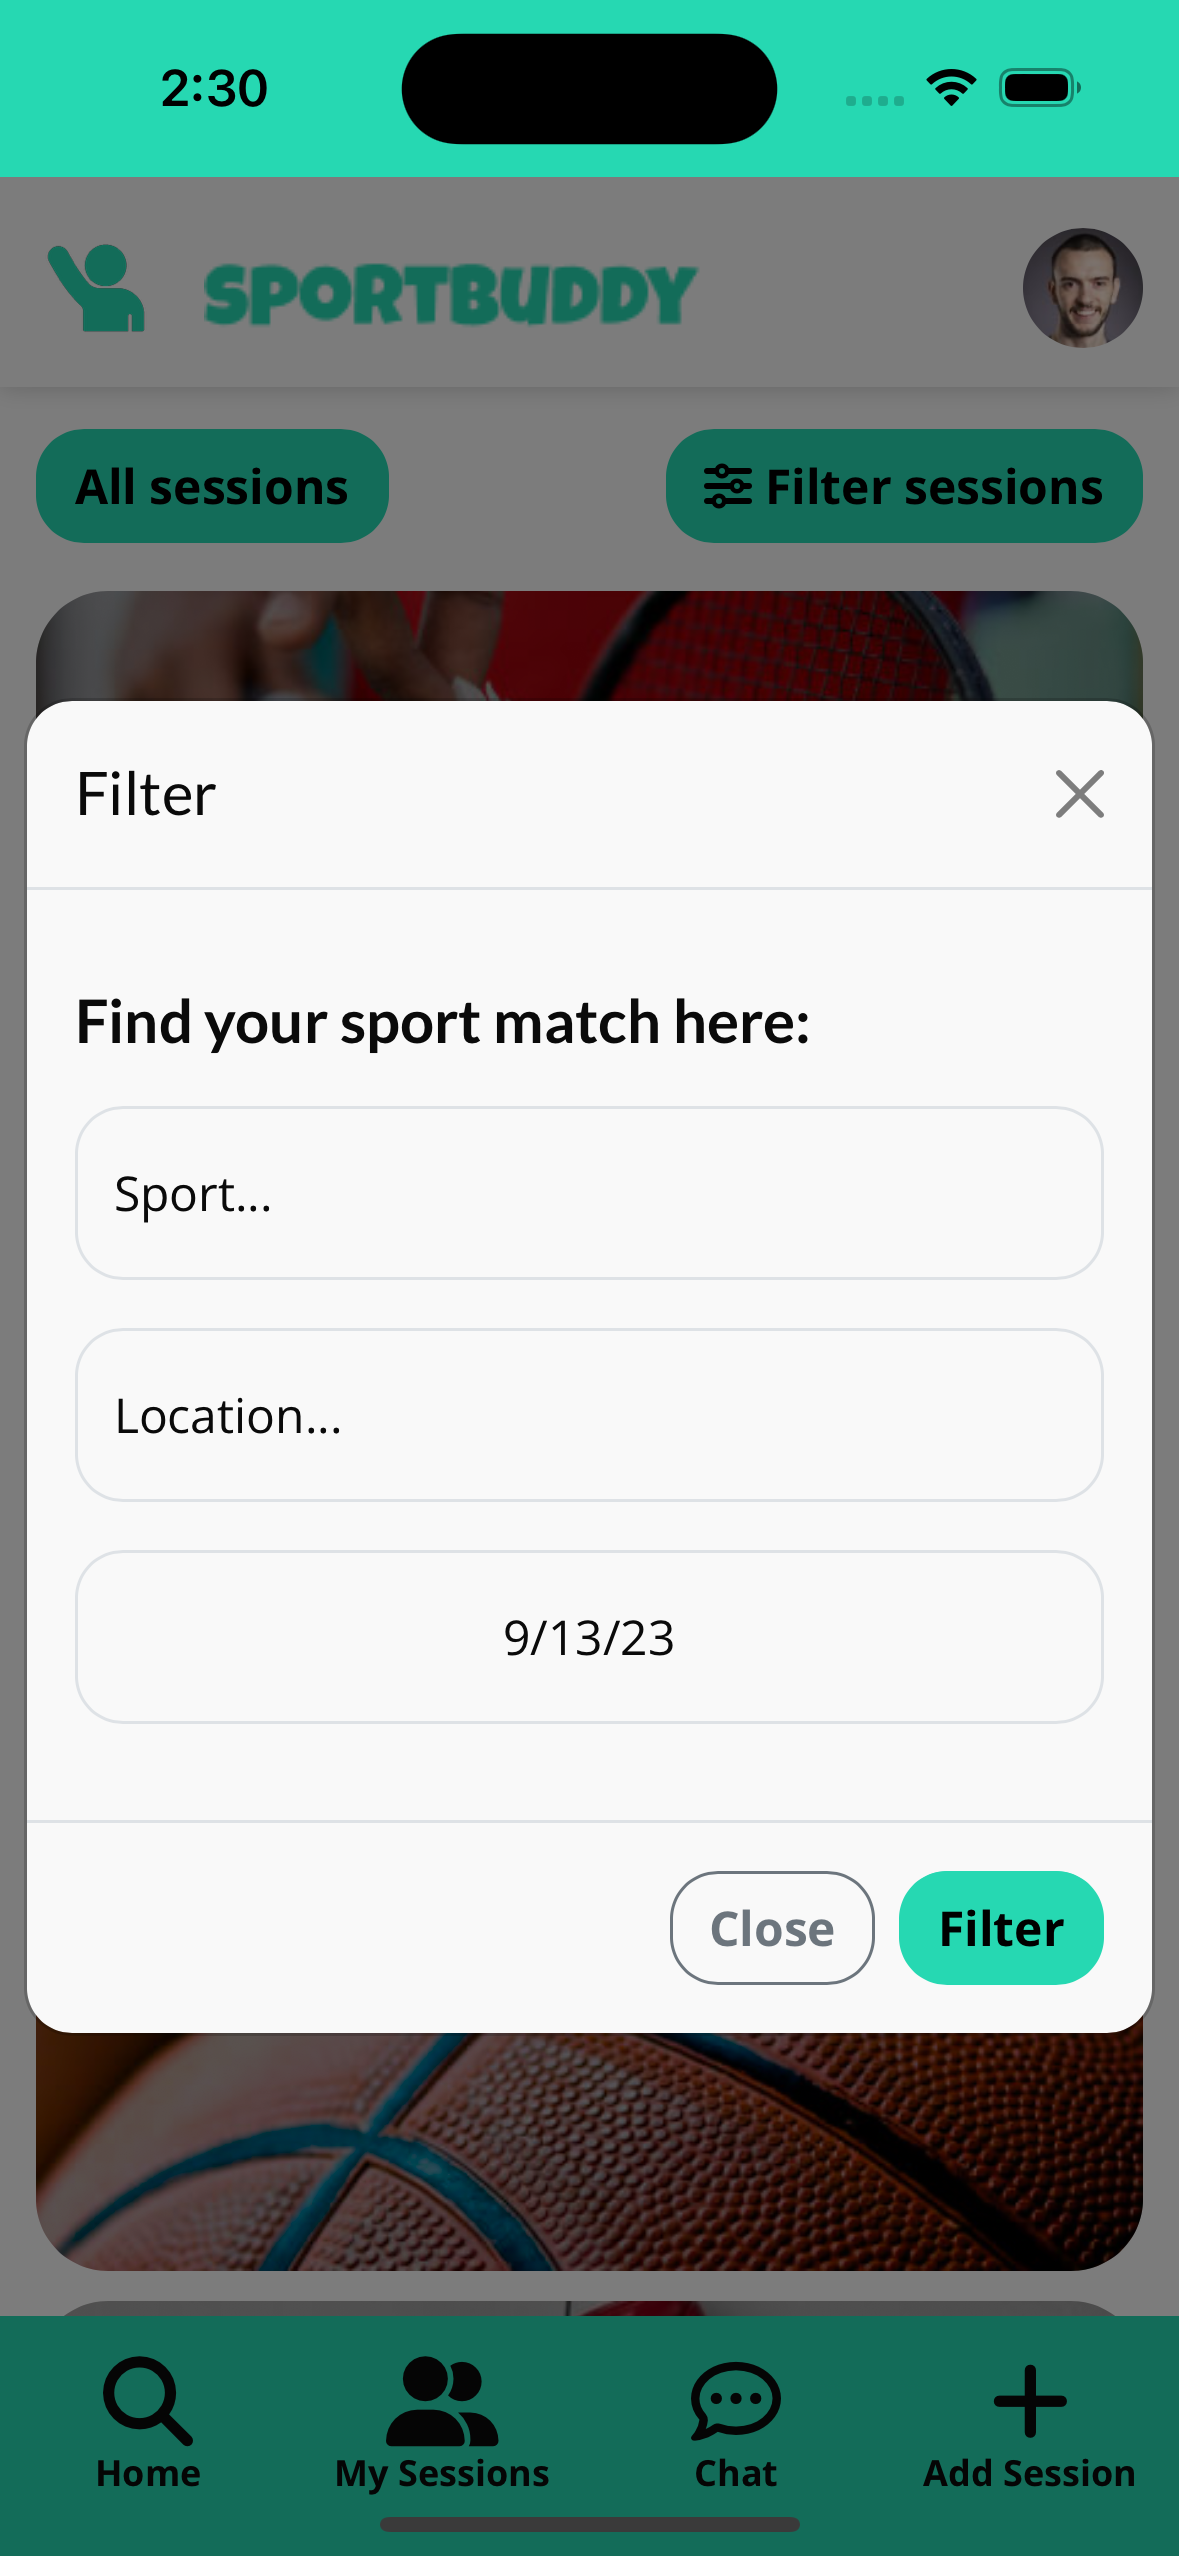 2:30
SPORTBUDDY
All sessions
Filter sessions
Filter
Find your sport match here:
Sport...
Location...
9/13/23
Close
Filter
Home
My Sessions
Chat
Add Session